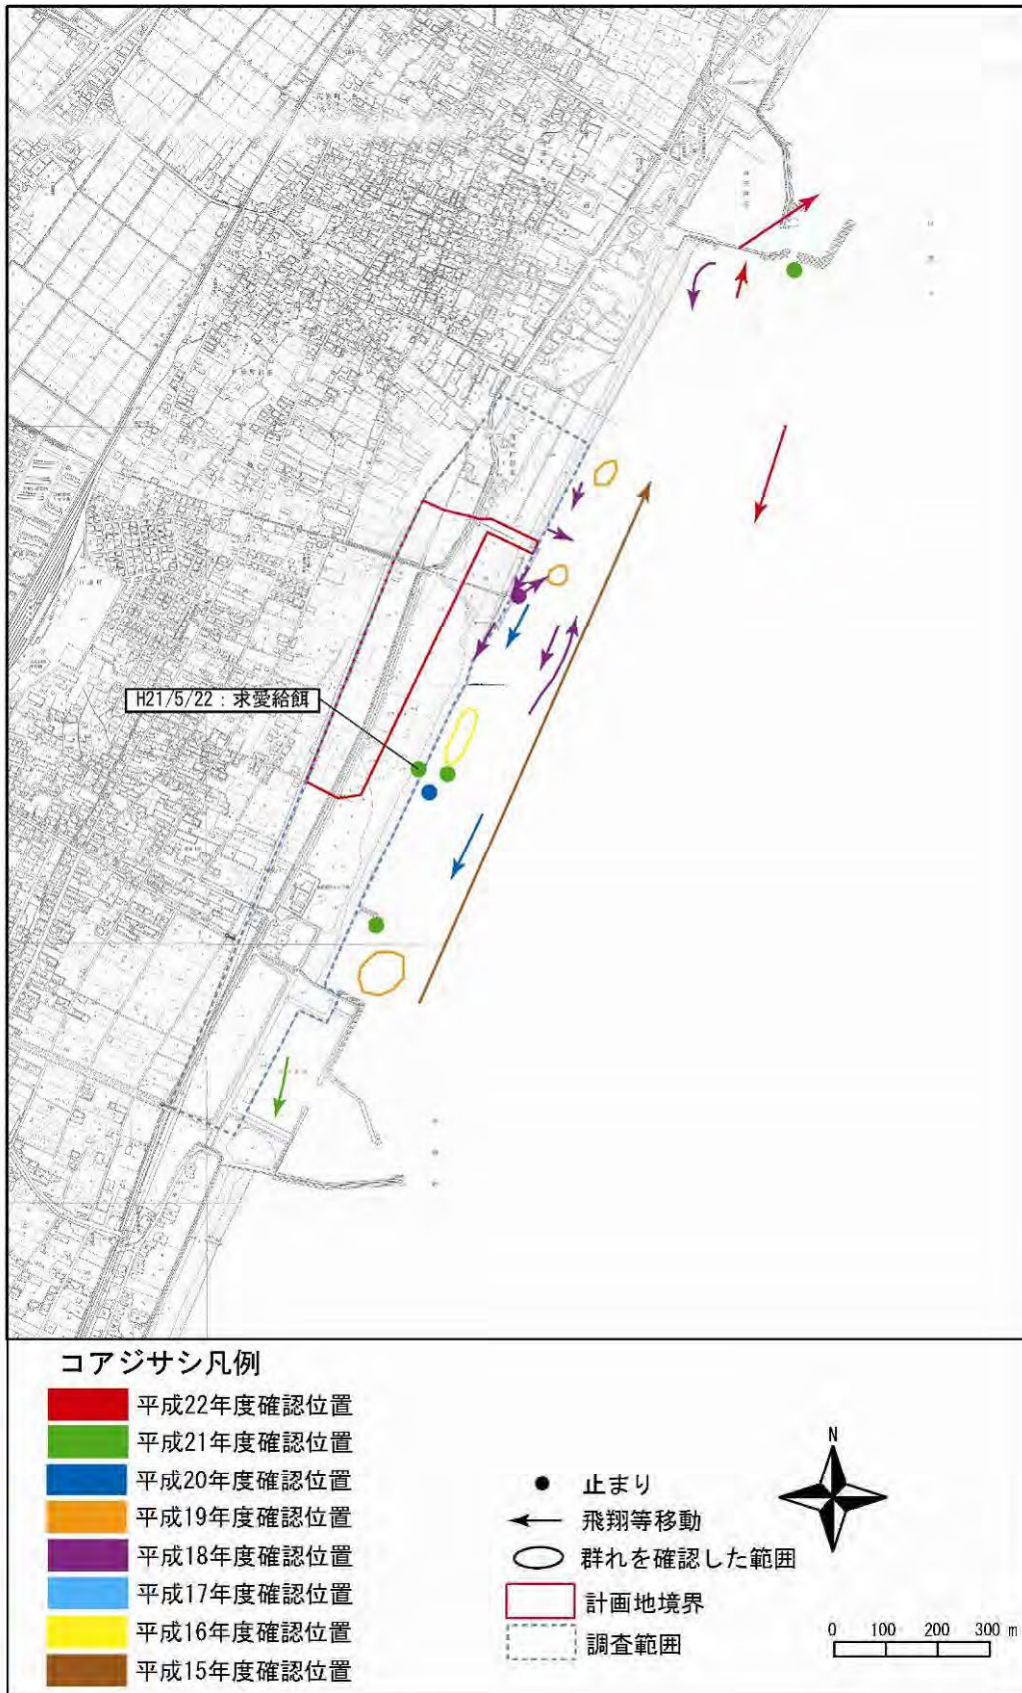 H21/5/22：求愛給餌
コアジサシ凡例
平成22年度確認位置
平成21年度確認位置
平成20年度確認位置
平成19年度確認位置
平成18年度確認位置
平成17年度確認位置
平成16年度確認位置
平成15年度確認位置
止まり
飛翔等移動
群れを確認した範囲
計画地境界
調査範囲
N
0 100 200 300 m